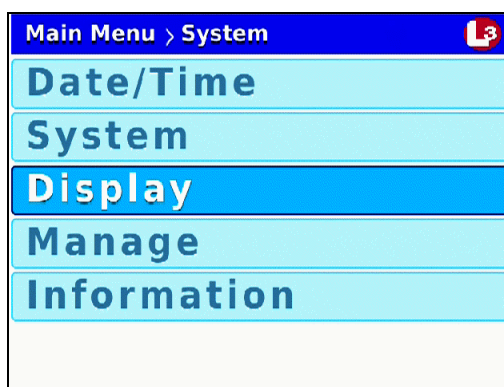 Main Menu > System L3
Date/Time
System
Display
Manage
Information